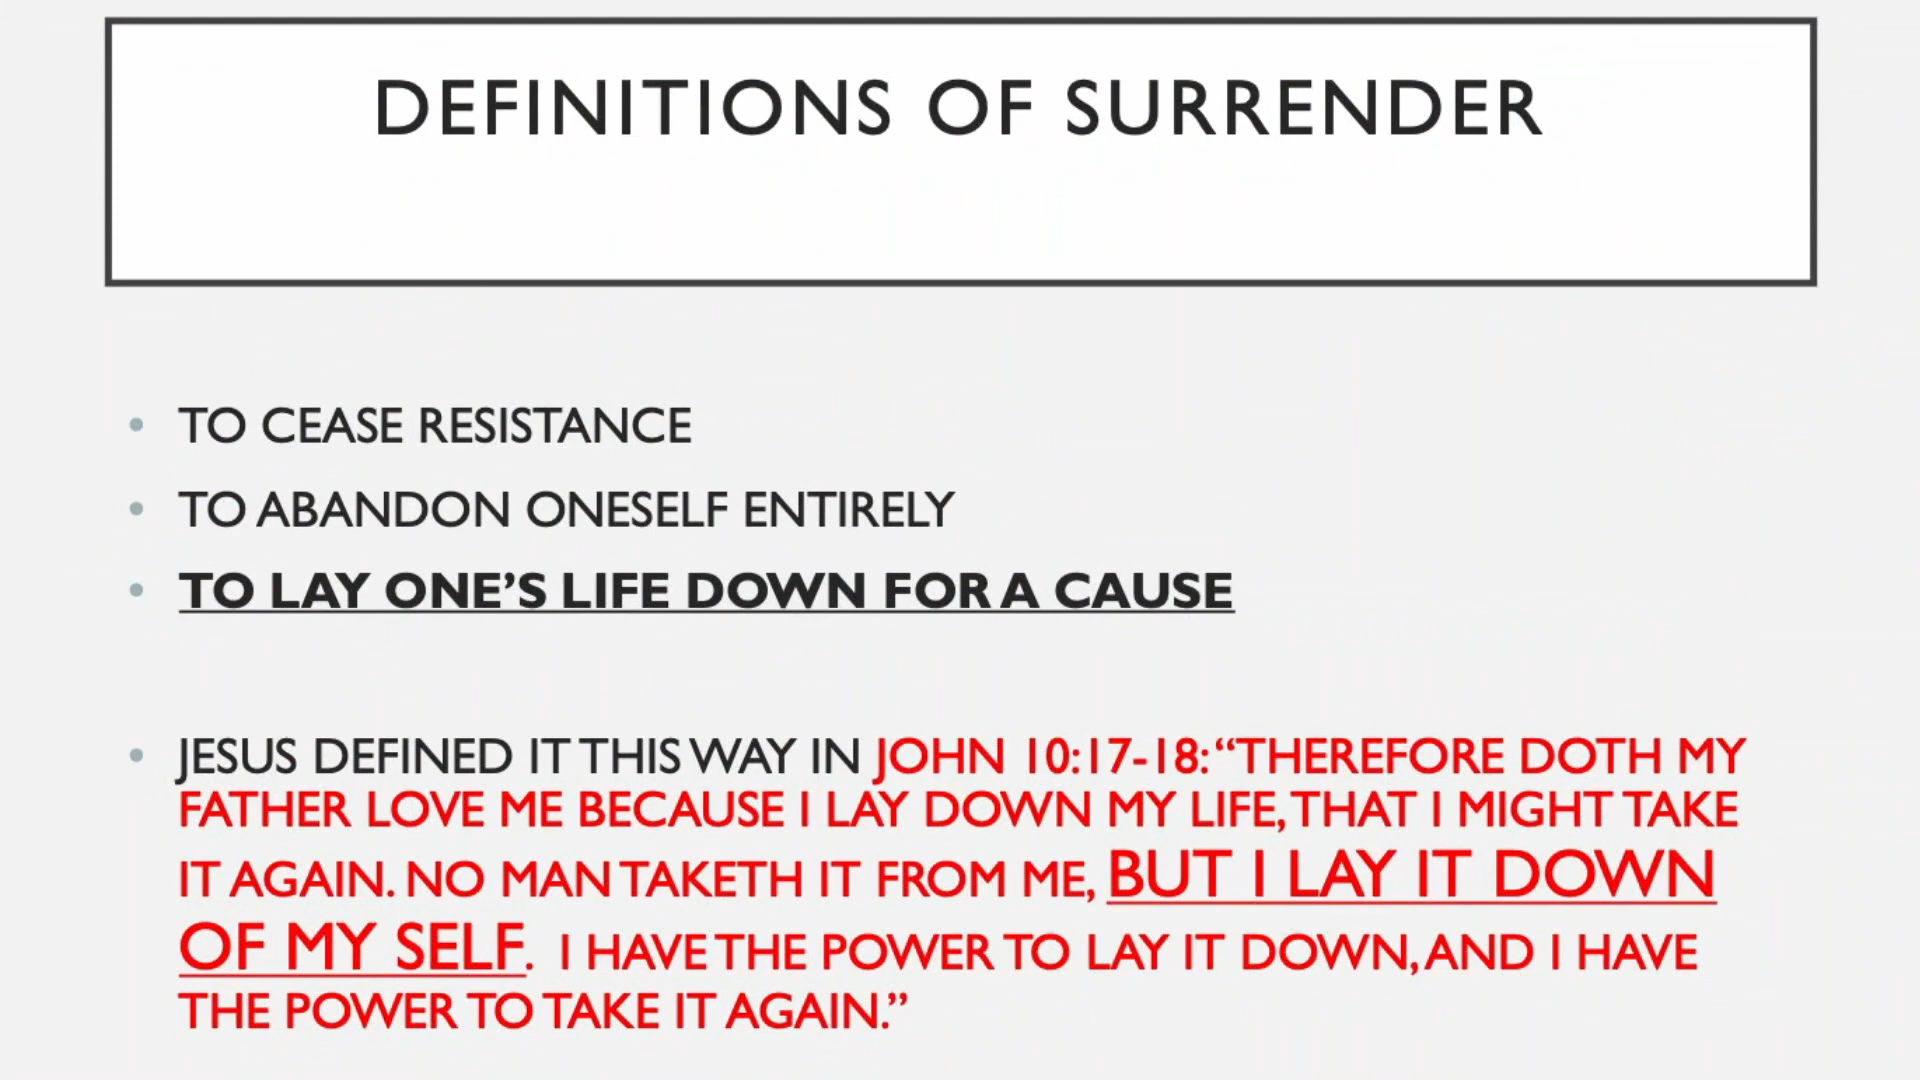 DEFINITIONS OF SURRENDER
• TO CEASE RESISTANCE
• TO ABANDON ONESELF ENTIRELY
• TO LAY ONE’S LIFE DOWN FOR A CAUSE
• JESUS DEFINED IT THIS WAY IN JOHN 10:17-18: “THEREFORE DOTH MY
FATHER LOVE ME BECAUSE I LAY DOWN MY LIFE, THAT I MIGHT TAKE
IT AGAIN. NO MAN TAKETH IT FROM ME, BUT I LAY IT DOWN
OF MY SELF. I HAVE THE POWER TO LAY IT DOWN, AND I HAVE
THE POWER TO TAKE IT AGAIN.”